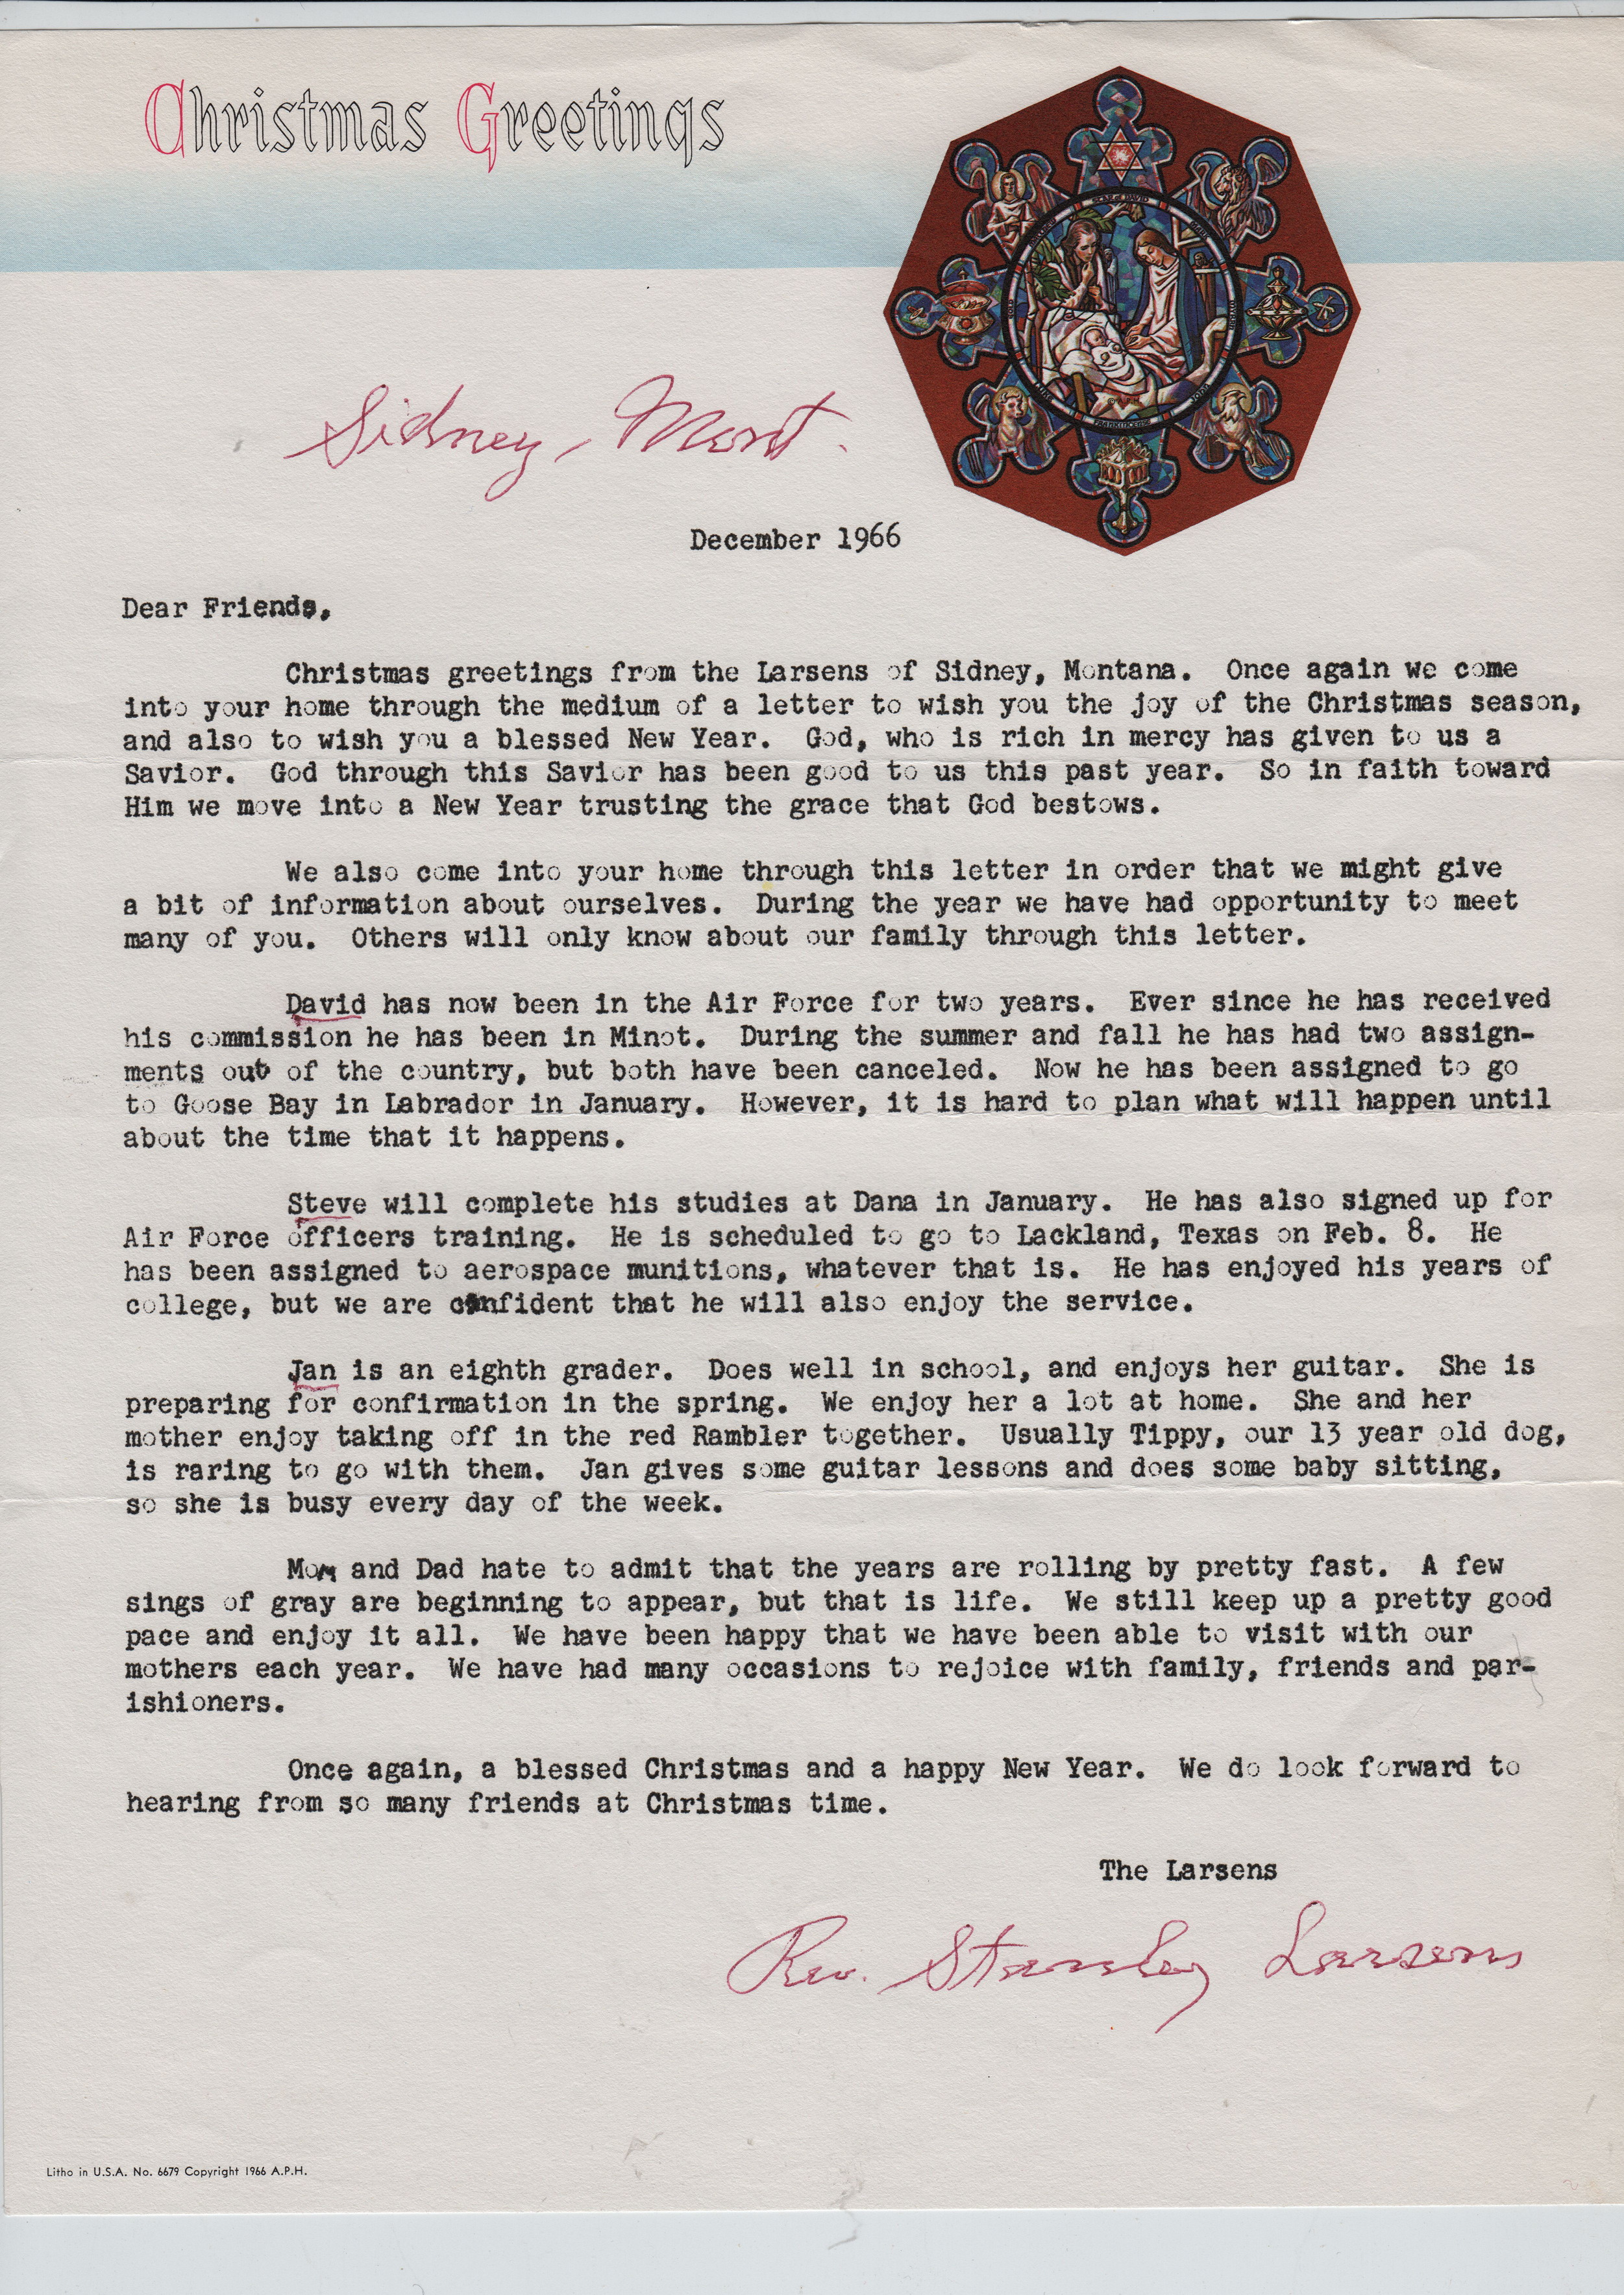 Christmas Greetings
STAR of DAVID
Sidney, Mont.
LUKE
JOHN
FRANKINCENSE
December 1966
Dear Friends,
Christmas greetings from the Larsens of Sidney, Montana. Once again we come
into your home through the medium of a letter to wish you the joy of the Christmas season,
and also to wish you a blessed New Year. God, who is rich in mercy has given to us a
Savior. God through this Savior has been good to us this past year. So in faith toward
Him we move into a New Year trusting the grace that God bestows.
We also come into your home through this letter in order that we might give
a bit of information about ourselves. During the year we have had opportunity to meet
many of you. Others will only know about our family through this letter.
David has now been in the Air Force for two years. Ever since he has received
his commission he has been in Minot. During the summer and fall he has had two assign-
ments out of the country, but both have been canceled. Now he has been assigned to go
to Goose Bay in Labrador in January. However, it is hard to plan what will happen until
about the time that it happens.
Steve will complete his studies at Dana in January. He has also signed up for
Air Force officers training. He is scheduled to go to Lackland, Texas on Feb. 8. He
has been assigned to aerospace munitions, whatever that is. He has enjoyed his years of
college, but we are confident that he will also enjoy the service.
Jan is an eighth grader. Does well in school, and enjoys her guitar. She is
preparing for confirmation in the spring. We enjoy her a lot at home. She and her
mother enjoy taking off in the red Rambler together. Usually Tippy, our 13 year old dog,
is raring to go with them. Jan gives some guitar lessons and does some baby sitting,
so she is busy every day of the week.
Mom and Dad hate to admit that the years are rolling by pretty fast. A few
sings of gray are beginning to appear, but that is life. We still keep up a pretty good
pace and enjoy it all. We have been happy that we have been able to visit with our
mothers each year. We have had many occasions to rejoice with family, friends and par-
ishioners.
Once again, a blessed Christmas and a happy New Year. We do look forward to
hearing from so many friends at Christmas time.
The Larsens
Rev. Stanley Larsens
Litho in U.S.A. No. 6679 Copyright 1966 A.P.H.